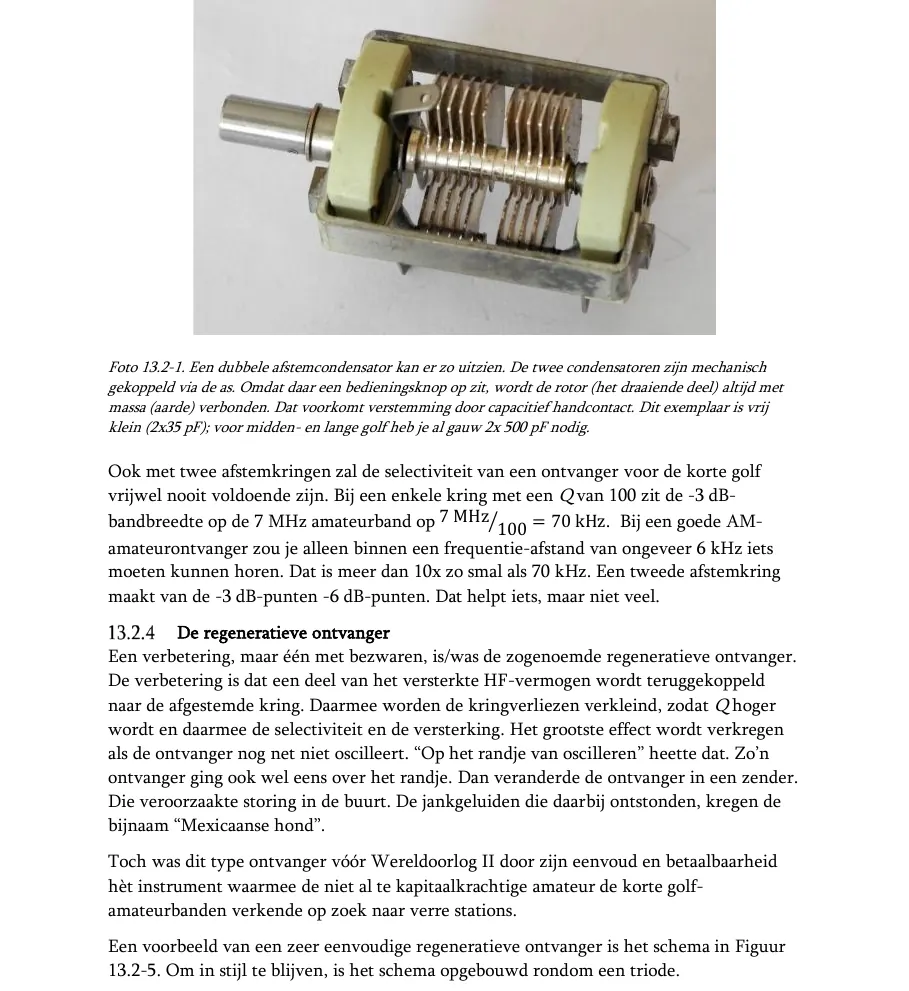 Foto 13.2-1. Een dubbele afstemcondensator kan er zo uitzien. De twee condensatoren zijn mechanisch
gekoppeld via de as. Omdat daar een bedieningsknop op zit, wordt de rotor (het draaiende deel) altijd met
massa (aarde) verbonden. Dat voorkomt verstemming door capacitief handcontact. Dit exemplaar is vrij
klein (2x35 pF); voor midden- en lange golf heb je al gauw 2x 500 pF nodig.
Ook met twee afstemkringen zal de selectiviteit van een ontvanger voor de korte golf
vrijwel nooit voldoende zijn. Bij een enkele kring met een Q van 100 zit de -3 dB-
bandbreedte op de 7 MHz amateurband op 7 MHz/100 = 70 kHz. Bij een goede AM-
amateurontvanger zou je alleen binnen een frequentie-afstand van ongeveer 6 kHz iets
moeten kunnen horen. Dat is meer dan 10x zo smal als 70 kHz. Een tweede afstemkring
maakt van de -3 dB-punten -6 dB-punten. Dat helpt iets, maar niet veel.
13.2.4 De regeneratieve ontvanger
Een verbetering, maar één met bezwaren, is/was de zogenoemde regeneratieve ontvanger.
De verbetering is dat een deel van het versterkte HF-vermogen wordt teruggekoppeld
naar de afgestemde kring. Daarmee worden de kringverliezen verkleind, zodat Q hoger
wordt en daarmee de selectiviteit en de versterking. Het grootste effect wordt verkregen
als de ontvanger nog net niet oscilleert. “Op het randje van oscilleren” heette dat. Zo’n
ontvanger ging ook wel eens over het randje. Dan veranderde de ontvanger in een zender.
Die veroorzaakte storing in de buurt. De jankgeluiden die daarbij ontstonden, kregen de
bijnaam “Mexicaanse hond”.
Toch was dit type ontvanger vóór Wereldoorlog II door zijn eenvoud en betaalbaarheid
hèt instrument waarmee de niet al te kapitaalkrachtige amateur de korte golf-
amateurbanden verkende op zoek naar verre stations.
Een voorbeeld van een zeer eenvoudige regeneratieve ontvanger is het schema in Figuur
13.2-5. Om in stijl te blijven, is het schema opgebouwd rondom een triode.